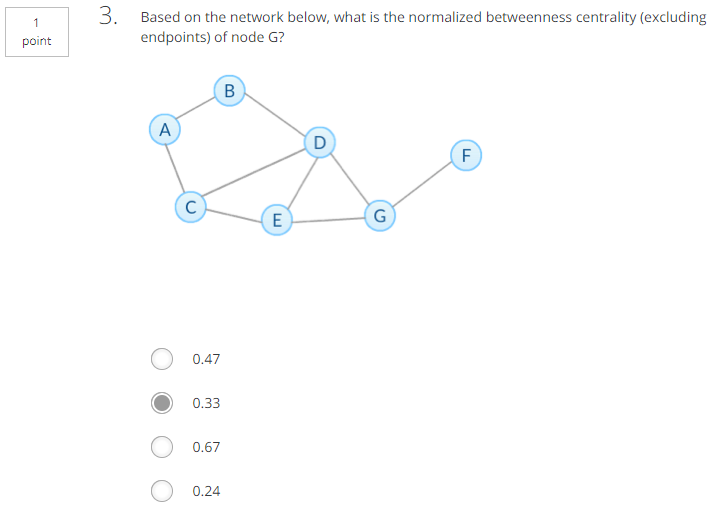 1
point
3.
Based on the network below, what is the normalized betweenness centrality (excluding
endpoints) of node G?
B
A
D
F
C
E
G
0.47
0.33
0.67
0.24